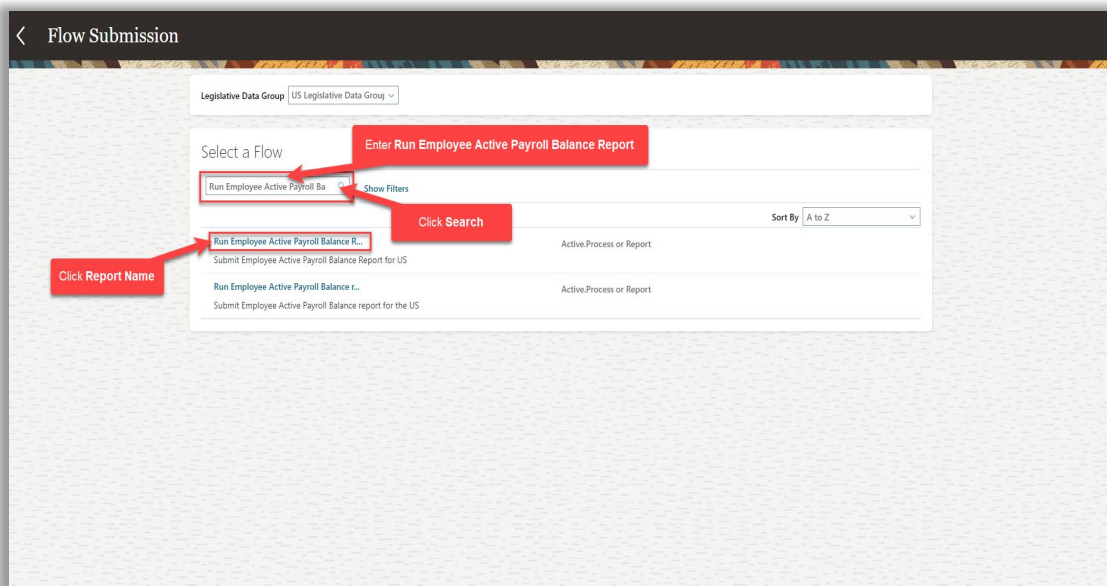 Flow Submission
Legislative Data Group US Legislative Data Group
Select a Flow
Enter Run Employee Active Payroll Balance Report
Run Employee Active Payroll Ba
Show Filters
Click Search
Sort By A to Z
Run Employee Active Payroll Balance R...
Active.Process or Report
Submit Employee Active Payroll Balance Report for US
Click Report Name
Run Employee Active Payroll Balance r...
Active.Process or Report
Submit Employee Active Payroll Balance report for the US